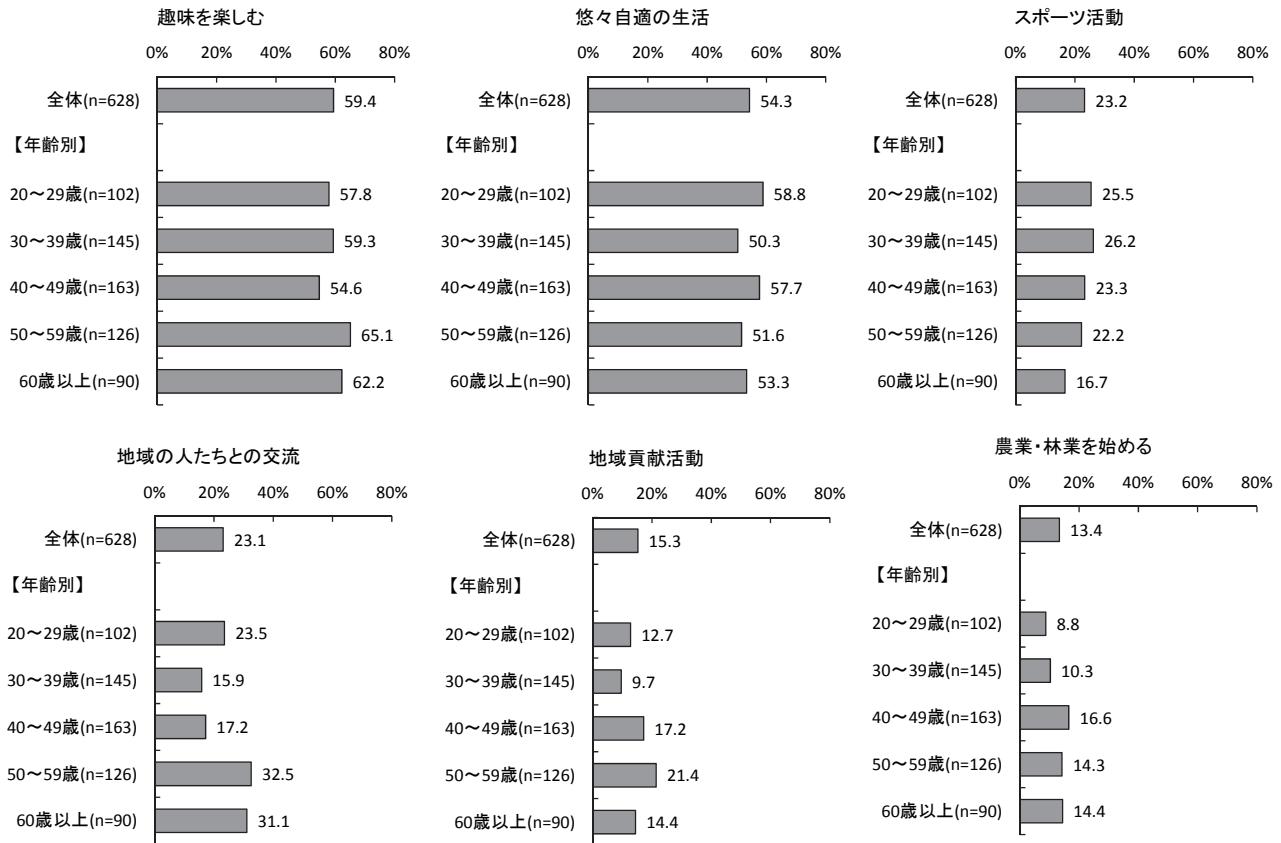 趣味を楽しむ
0% 20% 40% 60% 80%
全体(n=628) 59.4
【年齢別】
20～29歳(n=102) 57.8
30～39歳(n=145) 59.3
40～49歳(n=163) 54.6
50～59歳(n=126) 65.1
60歳以上(n=90) 62.2
悠々自適の生活
0% 20% 40% 60% 80%
全体(n=628) 54.3
【年齢別】
20～29歳(n=102) 58.8
30～39歳(n=145) 50.3
40～49歳(n=163) 57.7
50～59歳(n=126) 51.6
60歳以上(n=90) 53.3
スポーツ活動
0% 20% 40% 60% 80%
全体(n=628) 23.2
【年齢別】
20～29歳(n=102) 25.5
30～39歳(n=145) 26.2
40～49歳(n=163) 23.3
50～59歳(n=126) 22.2
60歳以上(n=90) 16.7
地域の人たちとの交流
0% 20% 40% 60% 80%
全体(n=628) 23.1
【年齢別】
20～29歳(n=102) 23.5
30～39歳(n=145) 15.9
40～49歳(n=163) 17.2
50～59歳(n=126) 32.5
60歳以上(n=90) 31.1
地域貢献活動
0% 20% 40% 60% 80%
全体(n=628) 15.3
【年齢別】
20～29歳(n=102) 12.7
30～39歳(n=145) 9.7
40～49歳(n=163) 17.2
50～59歳(n=126) 21.4
60歳以上(n=90) 14.4
農業・林業を始める
0% 20% 40% 60% 80%
全体(n=628) 13.4
【年齢別】
20～29歳(n=102) 8.8
30～39歳(n=145) 10.3
40～49歳(n=163) 16.6
50～59歳(n=126) 14.3
60歳以上(n=90) 14.4